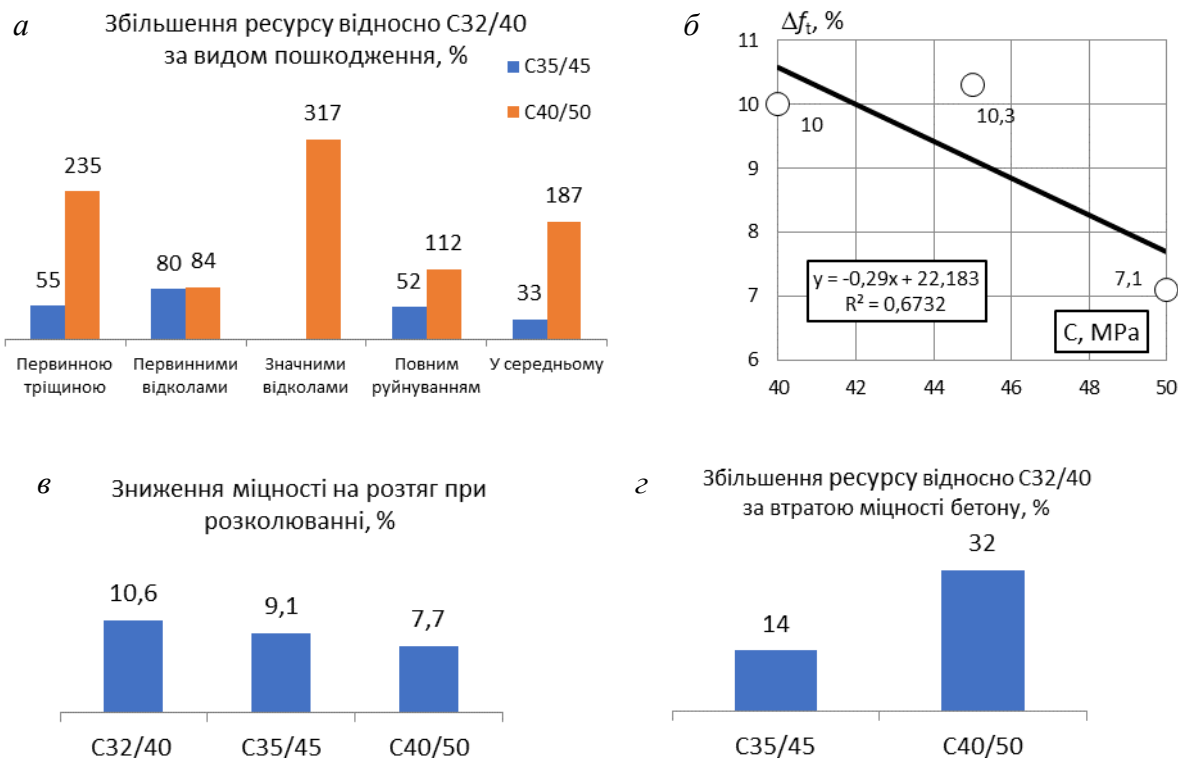 а
Збільшення ресурсу відносно С32/40
за видом пошкодження, %
С35/45
С40/50
55
235
80
84
317
52
112
33
187
Первинною
тріщиною
Первинними
відколами
Значними
відколами
Повним
руйнуванням
У середньому
б
Δft, %
11
10
9
8
7
6
10
10,3
7,1
y = -0,29x + 22,183
R² = 0,6732
С, MPa
40
42
44
46
48
50
в
Зниження міцності на розтяг при
розколюванні, %
10,6
9,1
7,7
С32/40
С35/45
С40/50
г
Збільшення ресурсу відносно С32/40
за втратою міцності бетону, %
14
32
С35/45
С40/50